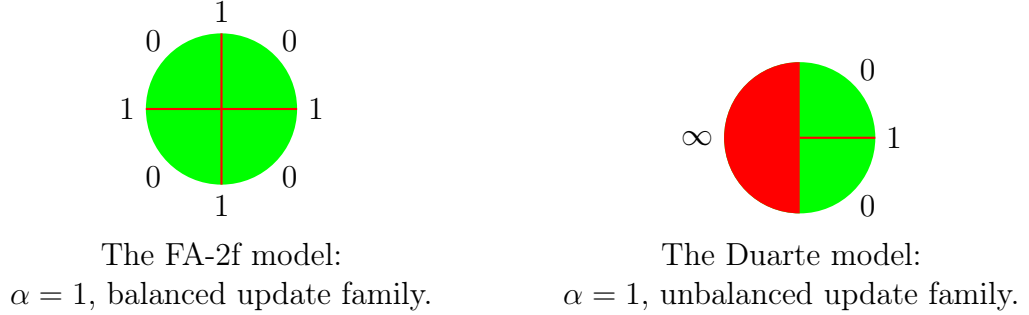 1
0 0
1 1
0 0
1
The FA-2f model:
α = 1, balanced update family.
0
∞ 1
0
The Duarte model:
α = 1, unbalanced update family.